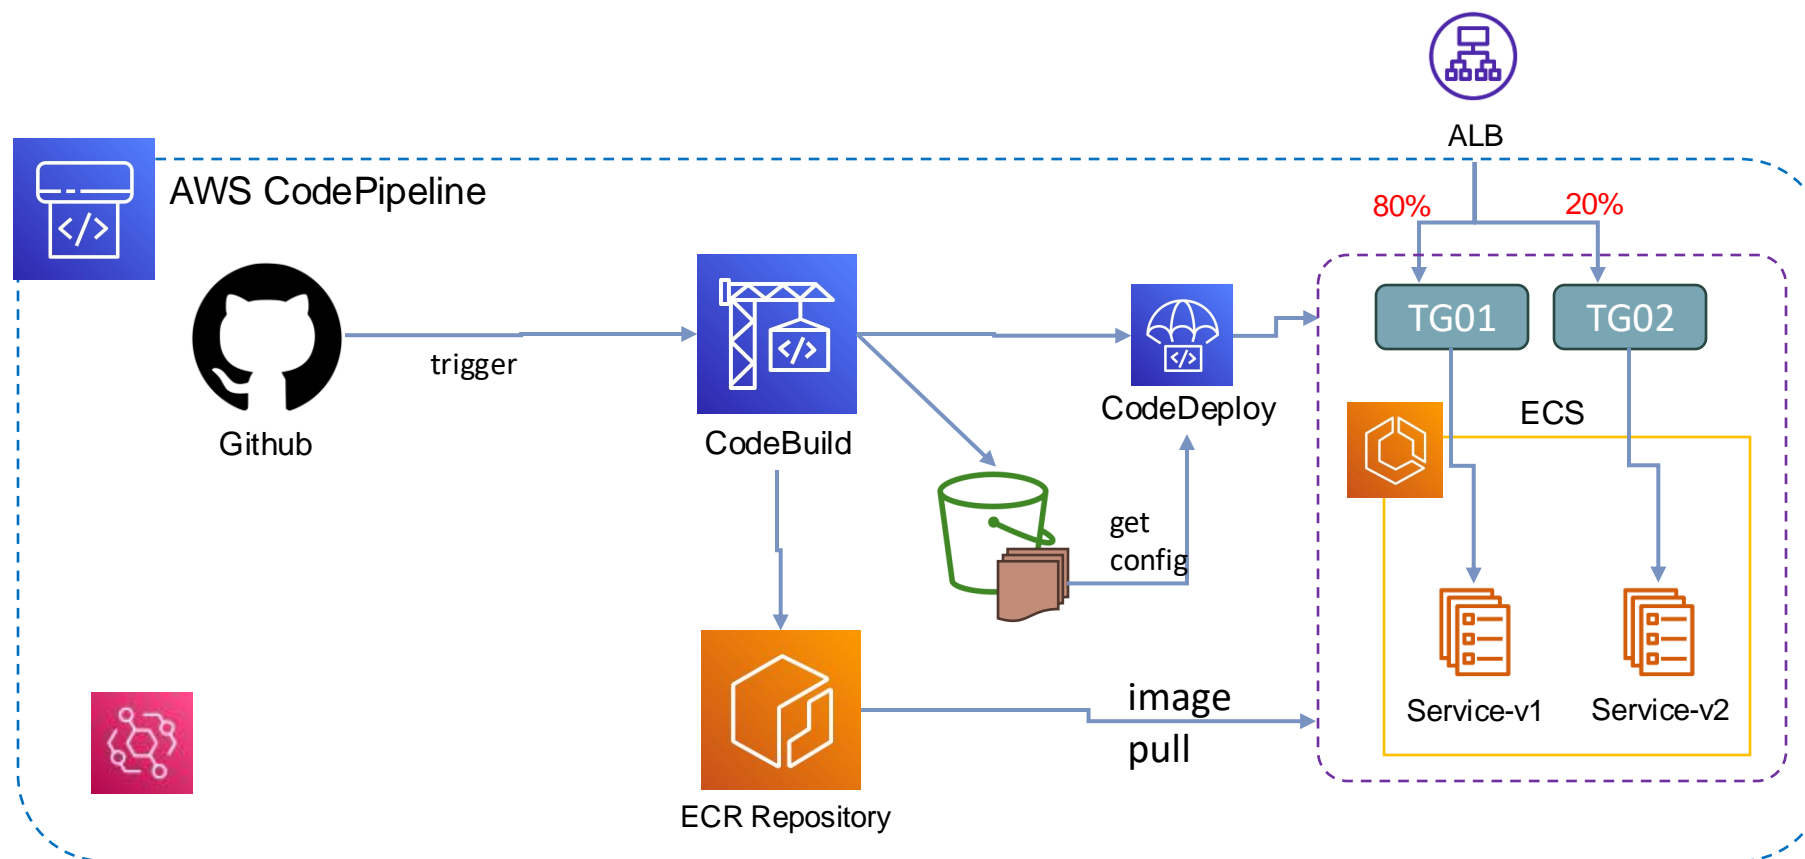 ALB
AWS CodePipeline
80%
20%
TG01
TG02
trigger
Github
CodeBuild
CodeDeploy
ECS
get
config
image
pull
Service-v1
Service-v2
ECR Repository